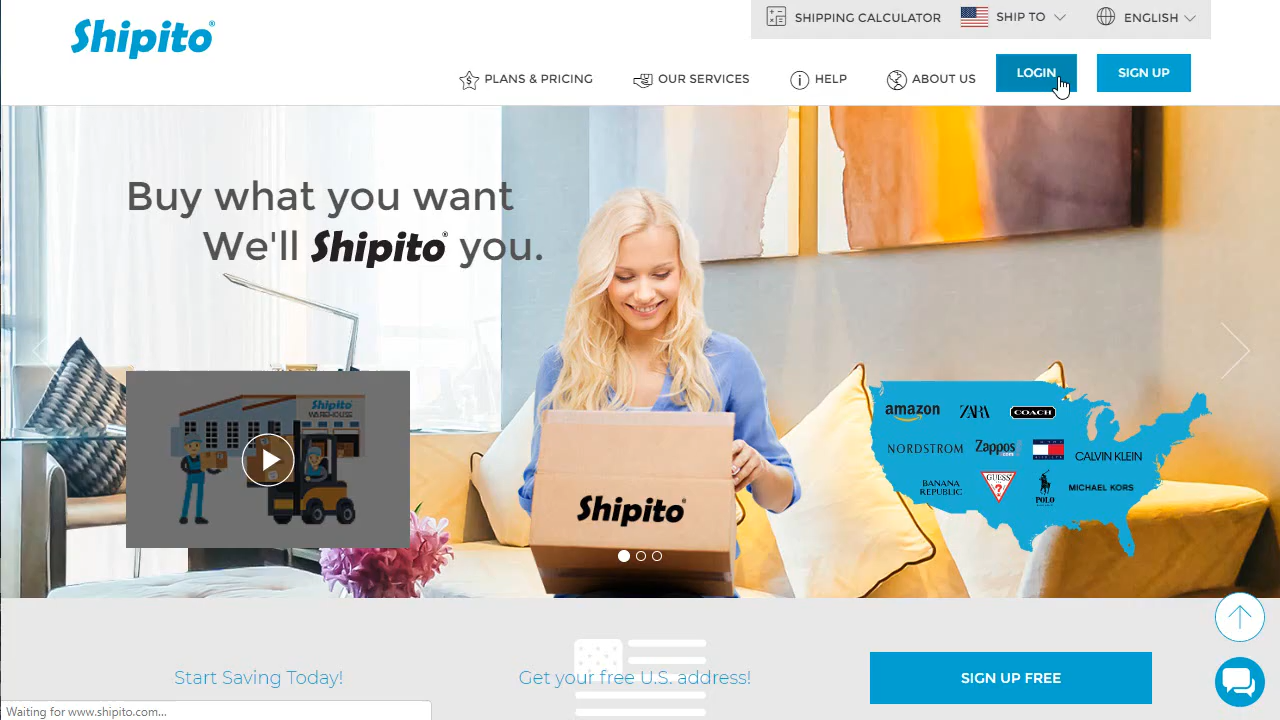 Shipito
SHIPPING CALCULATOR
SHIP TO
ENGLISH
PLANS & PRICING
OUR SERVICES
HELP
ABOUT US
LOGIN
SIGN UP
Buy what you want
We'll Shipito you.
Shipito
WAREHOUSE
amazon
ZARA
COACH
NORDSTROM
Zappos.com
CALVIN KLEIN
BANANA
REPUBLIC
GUESS
?
POLO
MICHAEL KORS
Shipito
Start Saving Today!
Get your free U.S. address!
SIGN UP FREE
Waiting for www.shipito.com...